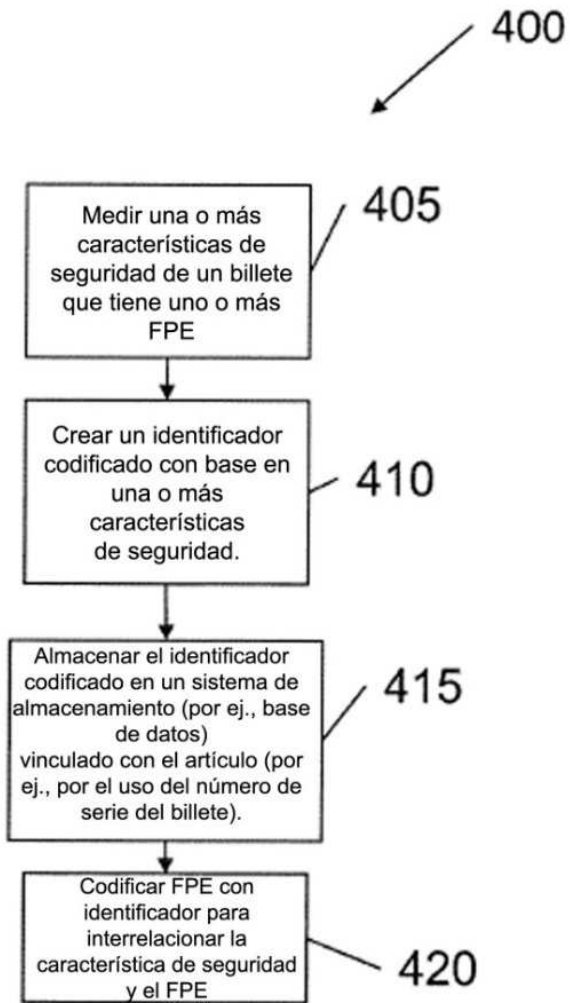 400
Medir una o más
características de
seguridad de un billete
que tiene uno o más
FPE
405
Crear un identificador
codificado con base en
una o más
características
de seguridad.
410
Almacenar el identificador
codificado en un sistema de
almacenamiento (por ej., base
de datos)
vinculado con el artículo (por
ej., por el uso del número de
serie del billete).
415
Codificar FPE con
identificador para
interrelacionar la
característica de seguridad
y el FPE
420